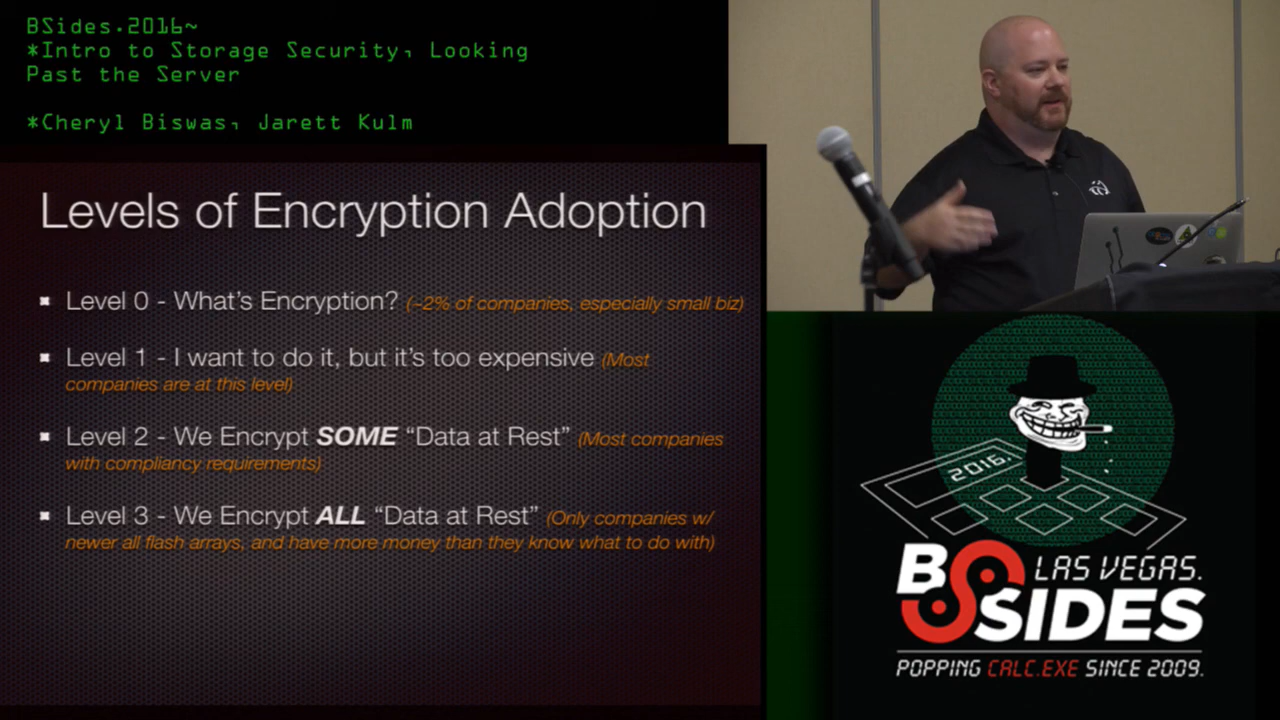 BSides.2016~
*Intro to Storage Security, Looking
Past the Server
*Cheryl Biswas, Jarett Kulm
Levels of Encryption Adoption
Level 0 - What's Encryption? (~2% of companies, especially small biz)
Level 1 - I want to do it, but it's too expensive (Most
companies are at this level)
Level 2 - We Encrypt SOME “Data at Rest” (Most companies
with compliancy requirements)
Level 3 - We Encrypt ALL “Data at Rest” (Only companies w/
newer all flash arrays, and have more money than they know what to do with)
2016.
BSIDES
LAS VEGAS.
POPPING CALC.EXE SINCE 2009.